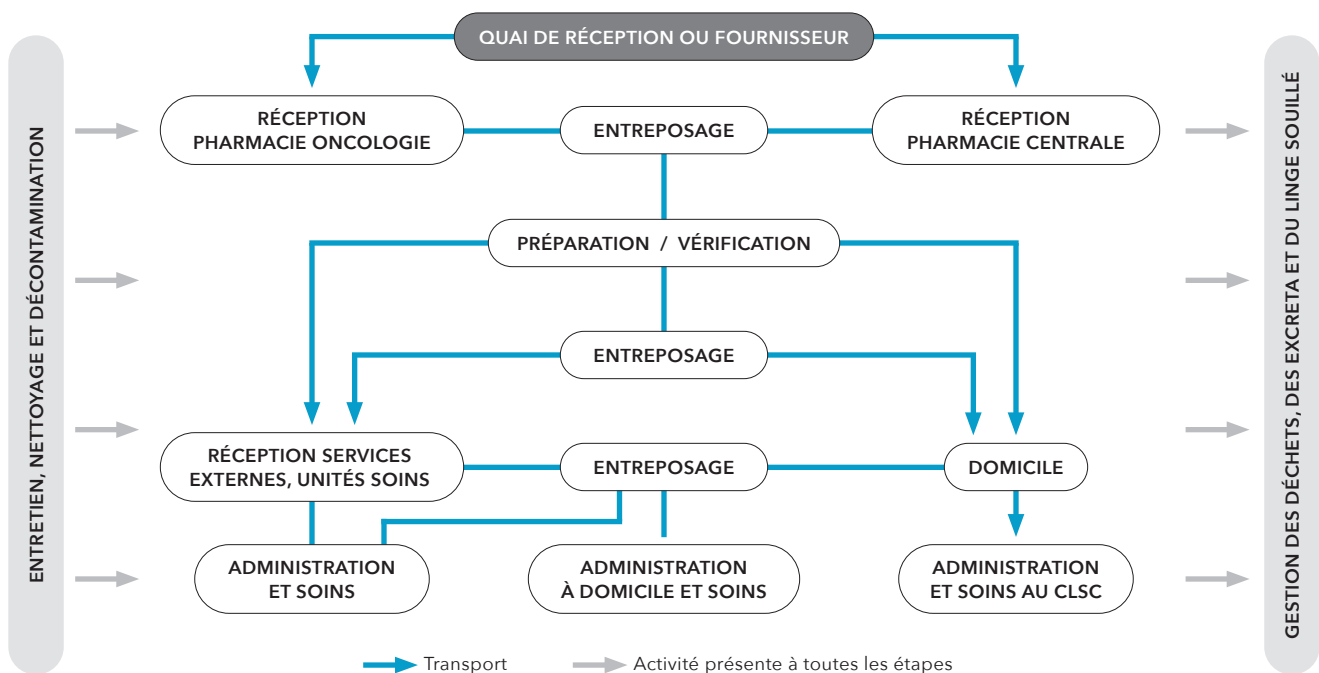 QUAI DE RÉCEPTION OU FOURNISSEUR
ENTRETIEN, NETTOYAGE ET DÉCONTAMINATION
RÉCEPTION
PHARMACIE ONCOLOGIE
ENTREPOSAGE
RÉCEPTION
PHARMACIE CENTRALE
PRÉPARATION / VÉRIFICATION
ENTREPOSAGE
RÉCEPTION SERVICES
EXTERNES, UNITÉS SOINS
ENTREPOSAGE
DOMICILE
ADMINISTRATION
ET SOINS
ADMINISTRATION
À DOMICILE ET SOINS
ADMINISTRATION
ET SOINS AU CLSC
GESTION DES DÉCHETS, DES EXCRETA ET DU LINGE SOUILLÉ
Transport
Activité présente à toutes les étapes